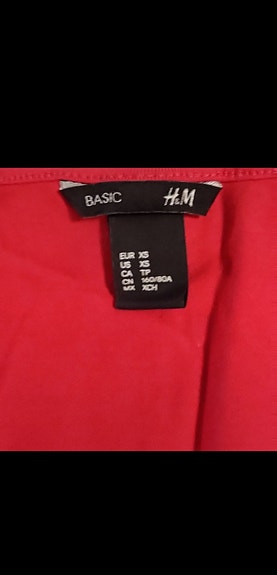 BASIC H&M
EUR XS
US XS
CA TP
CN 160/80A
MX XCH